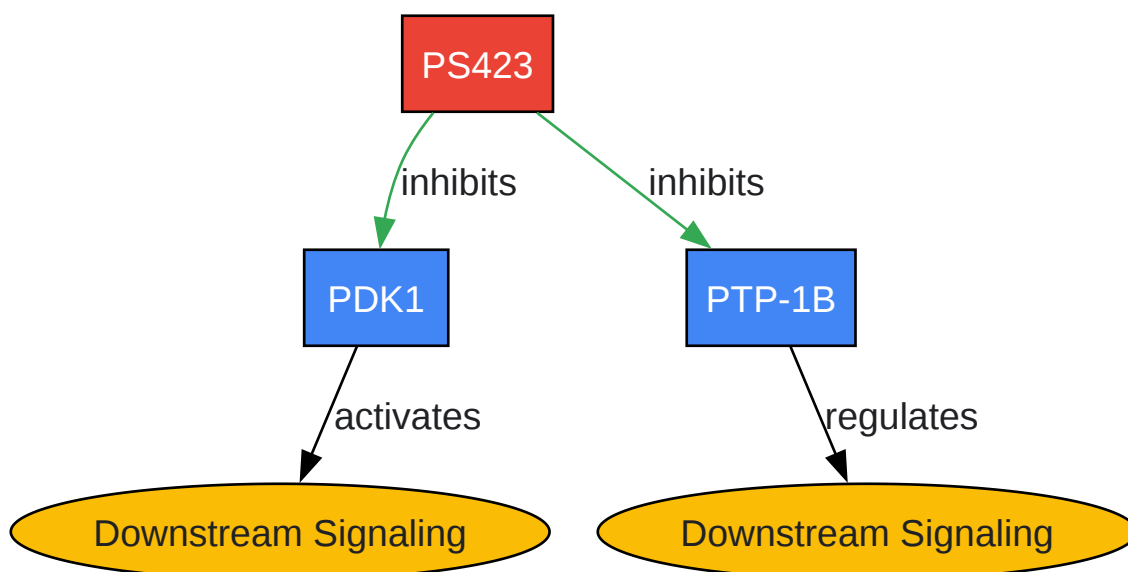 PS423
inhibits
inhibits
PDK1
PTP-1B
activates
regulates
Downstream Signaling
Downstream Signaling